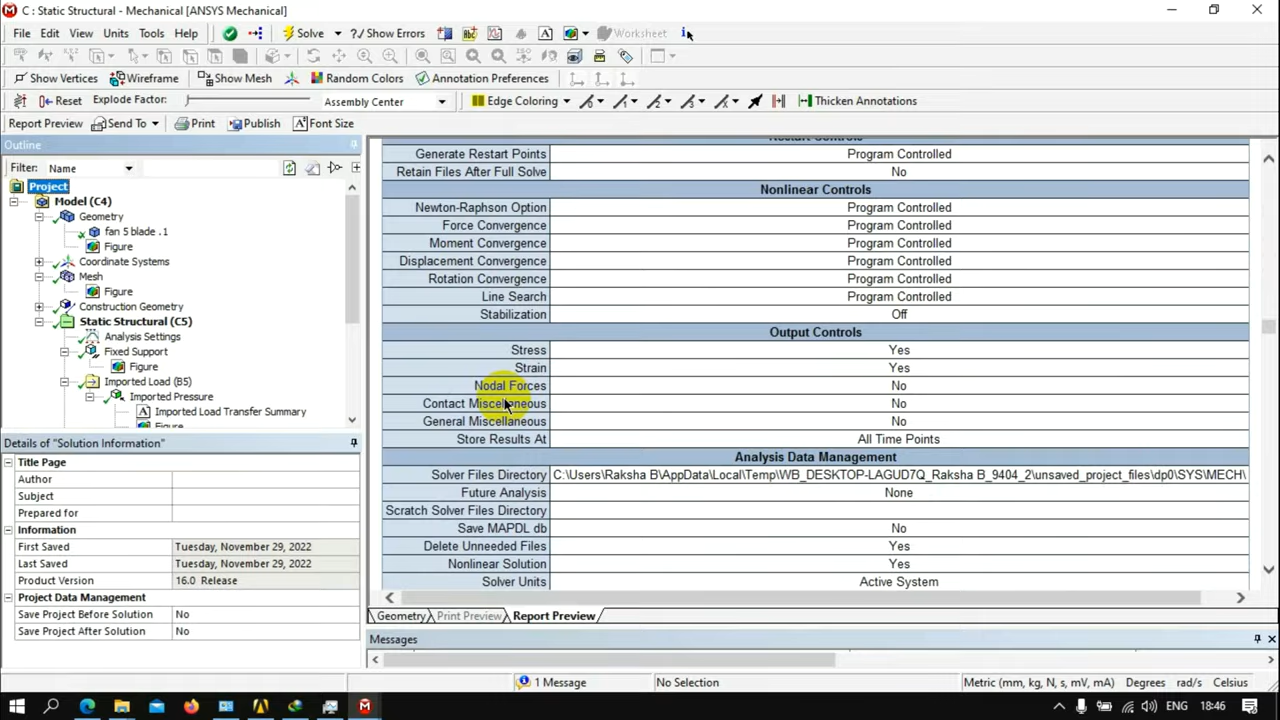 C : Static Structural - Mechanical [ANSYS Mechanical]
File Edit View Units Tools Help Solve ?/Show Errors Worksheet
Show Vertices Wireframe Show Mesh Random Colors Annotation Preferences
Reset Explode Factor: Assembly Center Edge Coloring Thicken Annotations
Report Preview Send To Print Publish Font Size
Outline
Filter: Name
Project
Model (C4)
Geometry
fan 5 blade .1
Figure
Coordinate Systems
Mesh
Figure
Construction Geometry
Static Structural (C5)
Analysis Settings
Fixed Support
Figure
Imported Load (B5)
Imported Pressure
Imported Load Transfer Summary
Figure
Details of "Solution Information"
Title Page
Author
Subject
Prepared for
Information
First Saved Tuesday, November 29, 2022
Last Saved Tuesday, November 29, 2022
Product Version 16.0 Release
Project Data Management
Save Project Before Solution No
Save Project After Solution No
Restart Controls
Generate Restart Points Program Controlled
Retain Files After Full Solve No
Nonlinear Controls
Newton-Raphson Option Program Controlled
Force Convergence Program Controlled
Moment Convergence Program Controlled
Displacement Convergence Program Controlled
Rotation Convergence Program Controlled
Line Search Program Controlled
Stabilization Off
Output Controls
Stress Yes
Strain Yes
Nodal Forces No
Contact Miscellaneous No
General Miscellaneous No
Store Results At All Time Points
Analysis Data Management
Solver Files Directory C:\Users\Raksha B\AppData\Local\Temp\WB_DESKTOP-LAGUD7Q_Raksha B_9404_2\unsaved_project_files\dp0\SYS\MECH\
Future Analysis None
Scratch Solver Files Directory
Save MAPDL db No
Delete Unneeded Files Yes
Nonlinear Solution Yes
Solver Units Active System
Geometry Print Preview Report Preview
Messages
1 Message No Selection Metric (mm, kg, N, s, mV, mA) Degrees rad/s Celsius
ENG 18:46